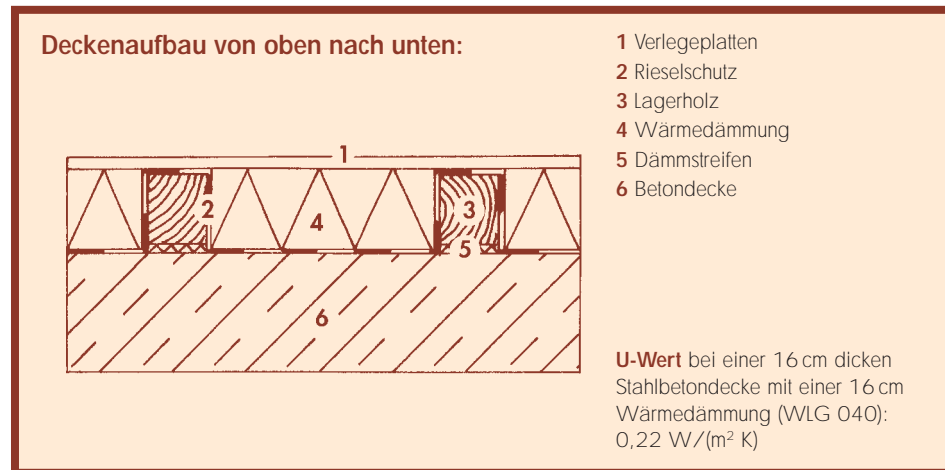 Deckenaufbau von oben nach unten:
1 Verlegeplatten
2 Rieselschutz
3 Lagerholz
4 Wärmedämmung
5 Dämmstreifen
6 Betondecke
1
2
4
3
5
6
U-Wert bei einer 16 cm dicken
Stahlbetondecke mit einer 16 cm
Wärmedämmung (WLG 040):
0,22 W/(m² K)